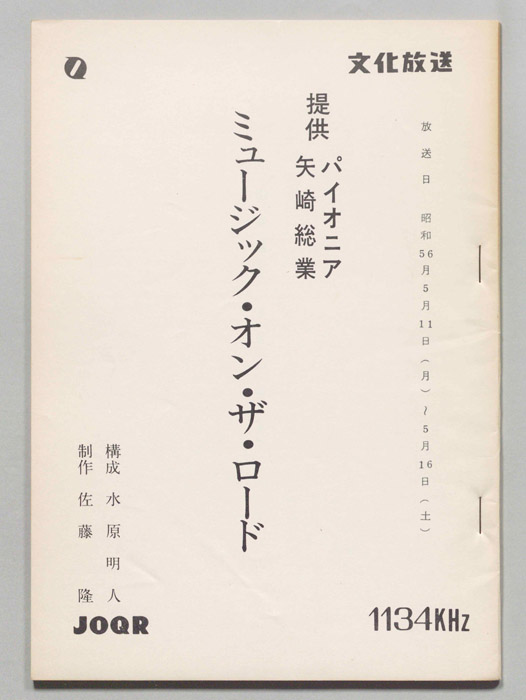 文化放送
放送日　昭和56月5月11日（月）～5月16日（土）
提供　パイオニア
矢崎総業
ミュージック・オン・ザ・ロード
構成　水原明人
制作　佐藤　隆
JOQR
1134KHz